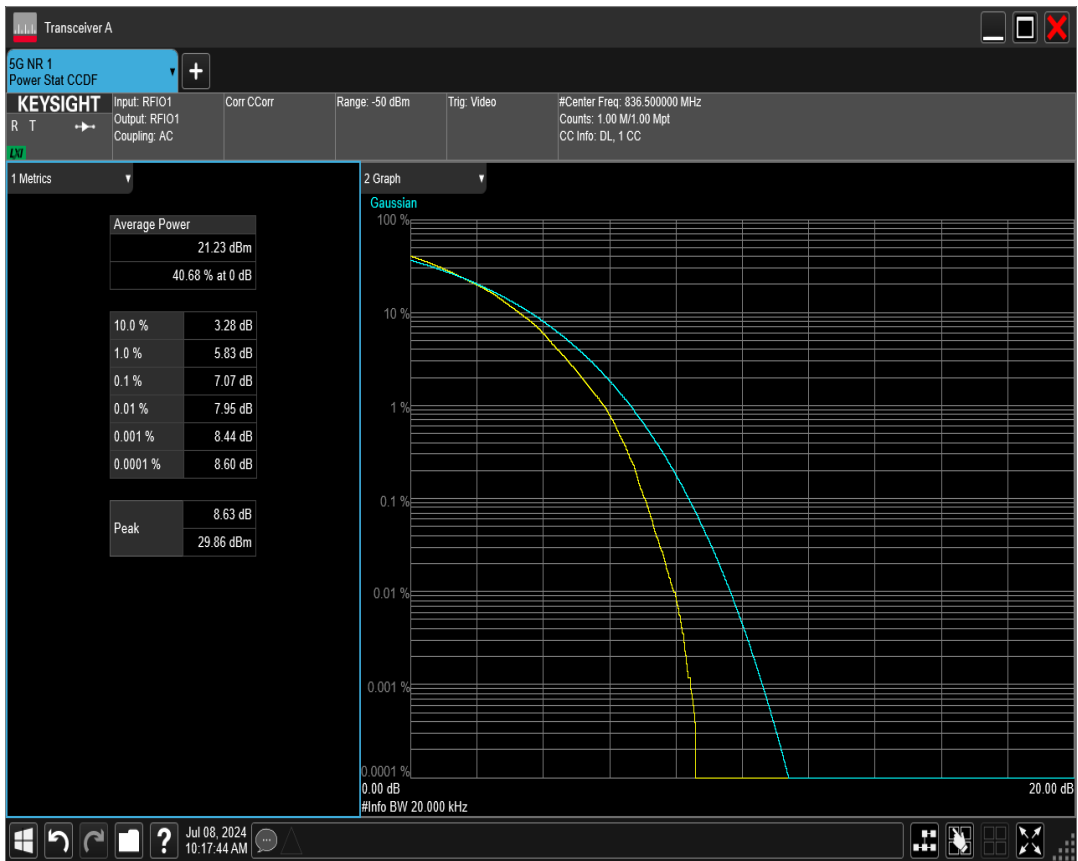 Transceiver A
5G NR 1
Power Stat CCDF
+
KEYSIGHT
R T
LXI
Input: RFIO1
Output: RFIO1
Coupling: AC
Corr CCorr
Range: -50 dBm
Trig: Video
#Center Freq: 836.500000 MHz
Counts: 1.00 M/1.00 Mpt
CC Info: DL, 1 CC
1 Metrics
Average Power
21.23 dBm
40.68 % at 0 dB
10.0 % 3.28 dB
1.0 % 5.83 dB
0.1 % 7.07 dB
0.01 % 7.95 dB
0.001 % 8.44 dB
0.0001 % 8.60 dB
Peak
8.63 dB
29.86 dBm
2 Graph
Gaussian
100 %
10 %
1 %
0.1 %
0.01 %
0.001 %
0.0001 %
0.00 dB 20.00 dB
#Info BW 20.000 kHz
?
Jul 08, 2024
10:17:44 AM